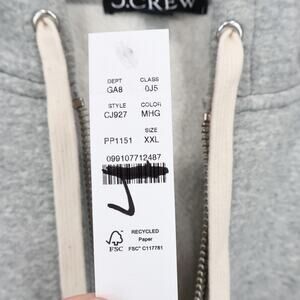 J.CREW
DEPT CLASS
GA8 0J5
STYLE COLOR
CJ927 MHG
SIZE
PP1151 XXL
099107712487
FSC
RECYCLED
Paper
FSC® C117781